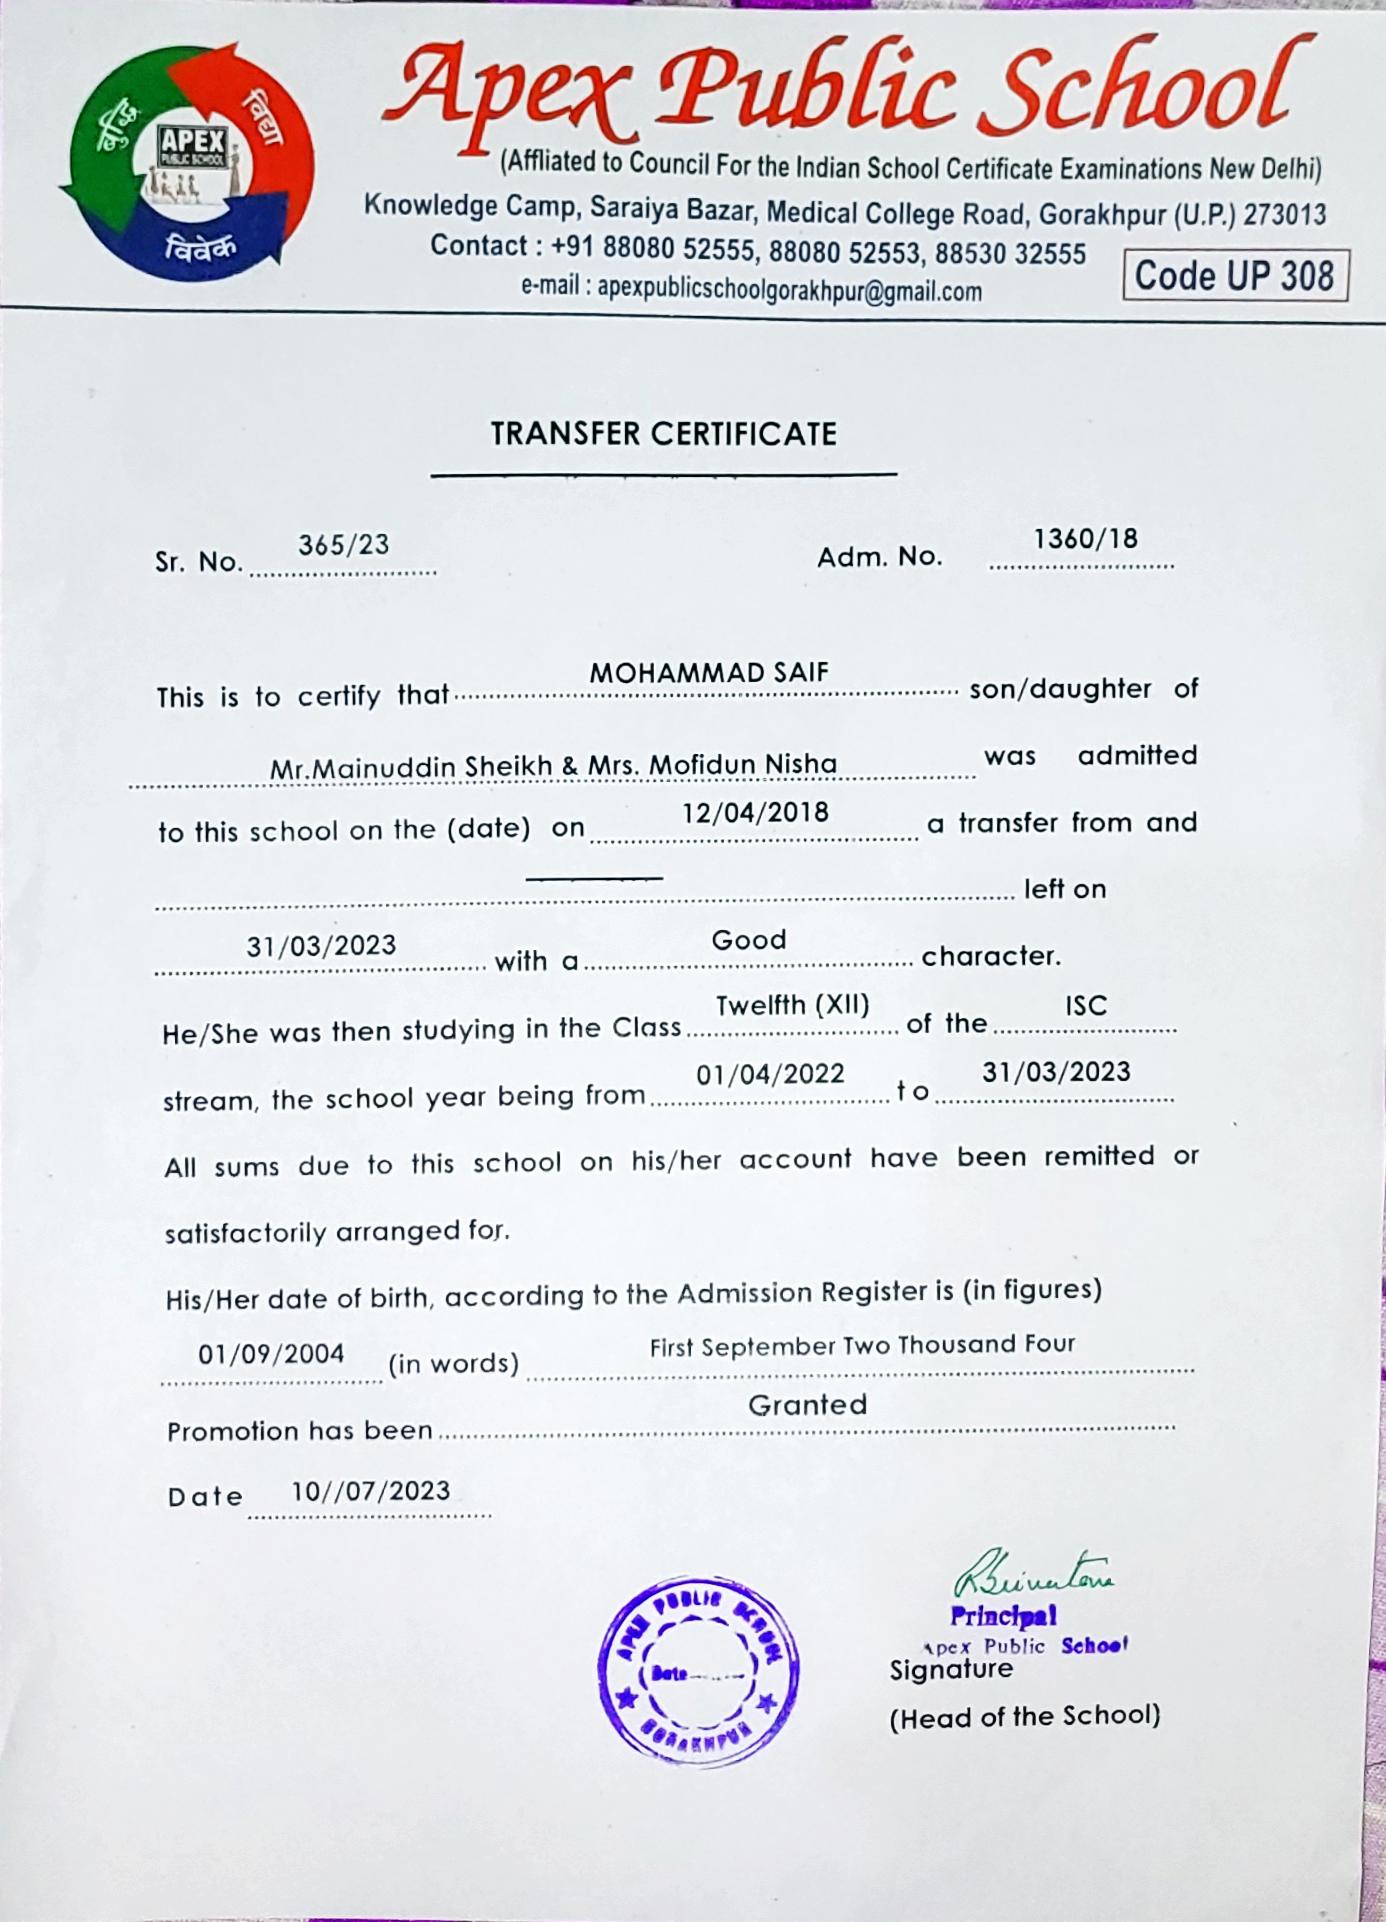 बुद्धि
विद्या
APEX
PUBLIC SCHOOL
विवेक
Apex Public School
(Affliated to Council For the Indian School Certificate Examinations New Delhi)
Knowledge Camp, Saraiya Bazar, Medical College Road, Gorakhpur (U.P.) 273013
Contact : +91 88080 52555, 88080 52553, 88530 32555
e-mail : apexpublicschoolgorakhpur@gmail.com
Code UP 308
TRANSFER CERTIFICATE
Sr. No. 365/23 Adm. No. 1360/18
This is to certify that MOHAMMAD SAIF son/daughter of
Mr.Mainuddin Sheikh & Mrs. Mofidun Nisha was admitted
to this school on the (date) on 12/04/2018 a transfer from and
left on
31/03/2023 with a Good character.
He/She was then studying in the Class Twelfth (XII) of the ISC
stream, the school year being from 01/04/2022 to 31/03/2023
All sums due to this school on his/her account have been remitted or
satisfactorily arranged for.
His/Her date of birth, according to the Admission Register is (in figures)
01/09/2004 (in words) First September Two Thousand Four
Promotion has been Granted
Date 10//07/2023
APEX PUBLIC SCHOOL
Date
GORAKHPUR
Principal
Apex Public School
Signature
(Head of the School)